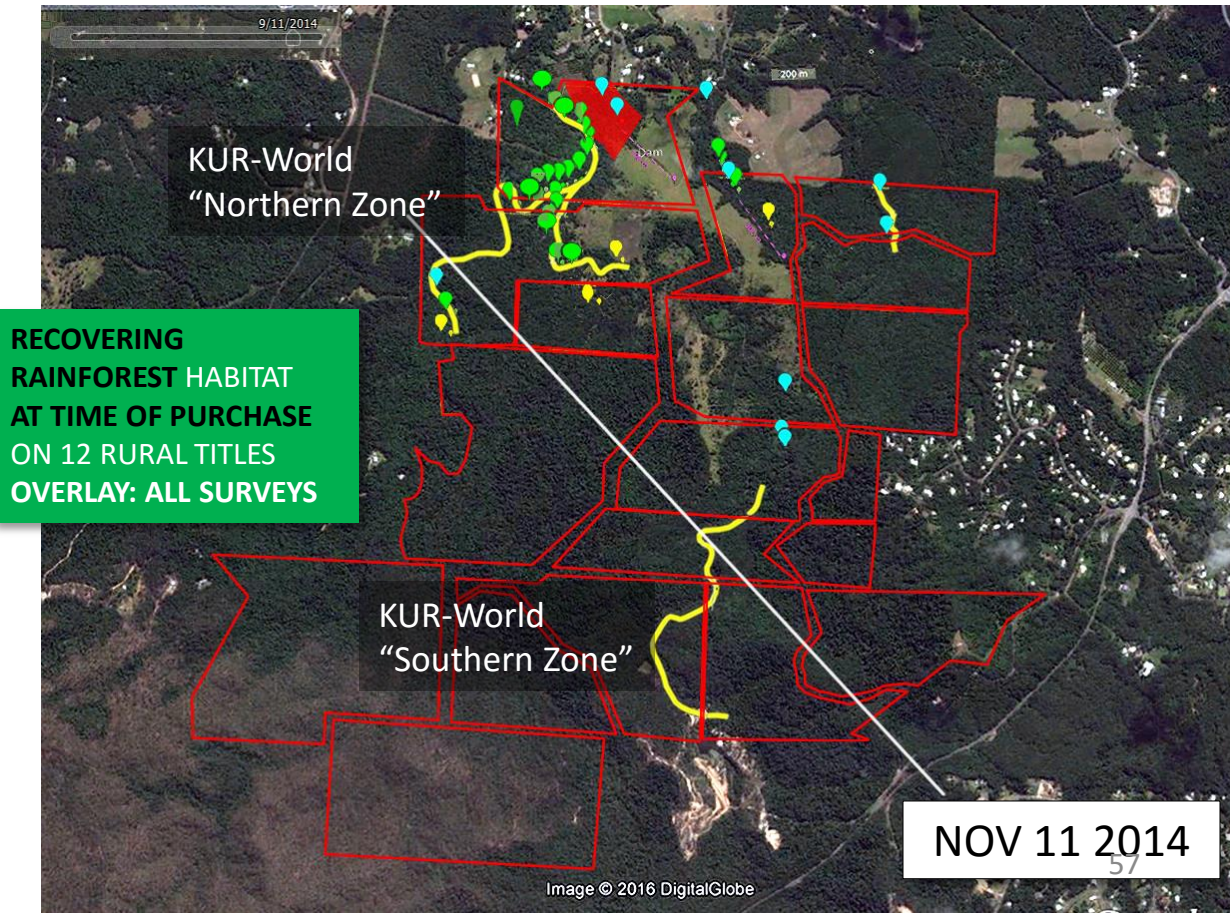 9/11/2014
200 m
KUR-World
“Northern Zone”
Dam
RECOVERING
RAINFOREST HABITAT
AT TIME OF PURCHASE
ON 12 RURAL TITLES
OVERLAY: ALL SURVEYS
KUR-World
“Southern Zone”
NOV 11 2014
57
Image © 2016 DigitalGlobe